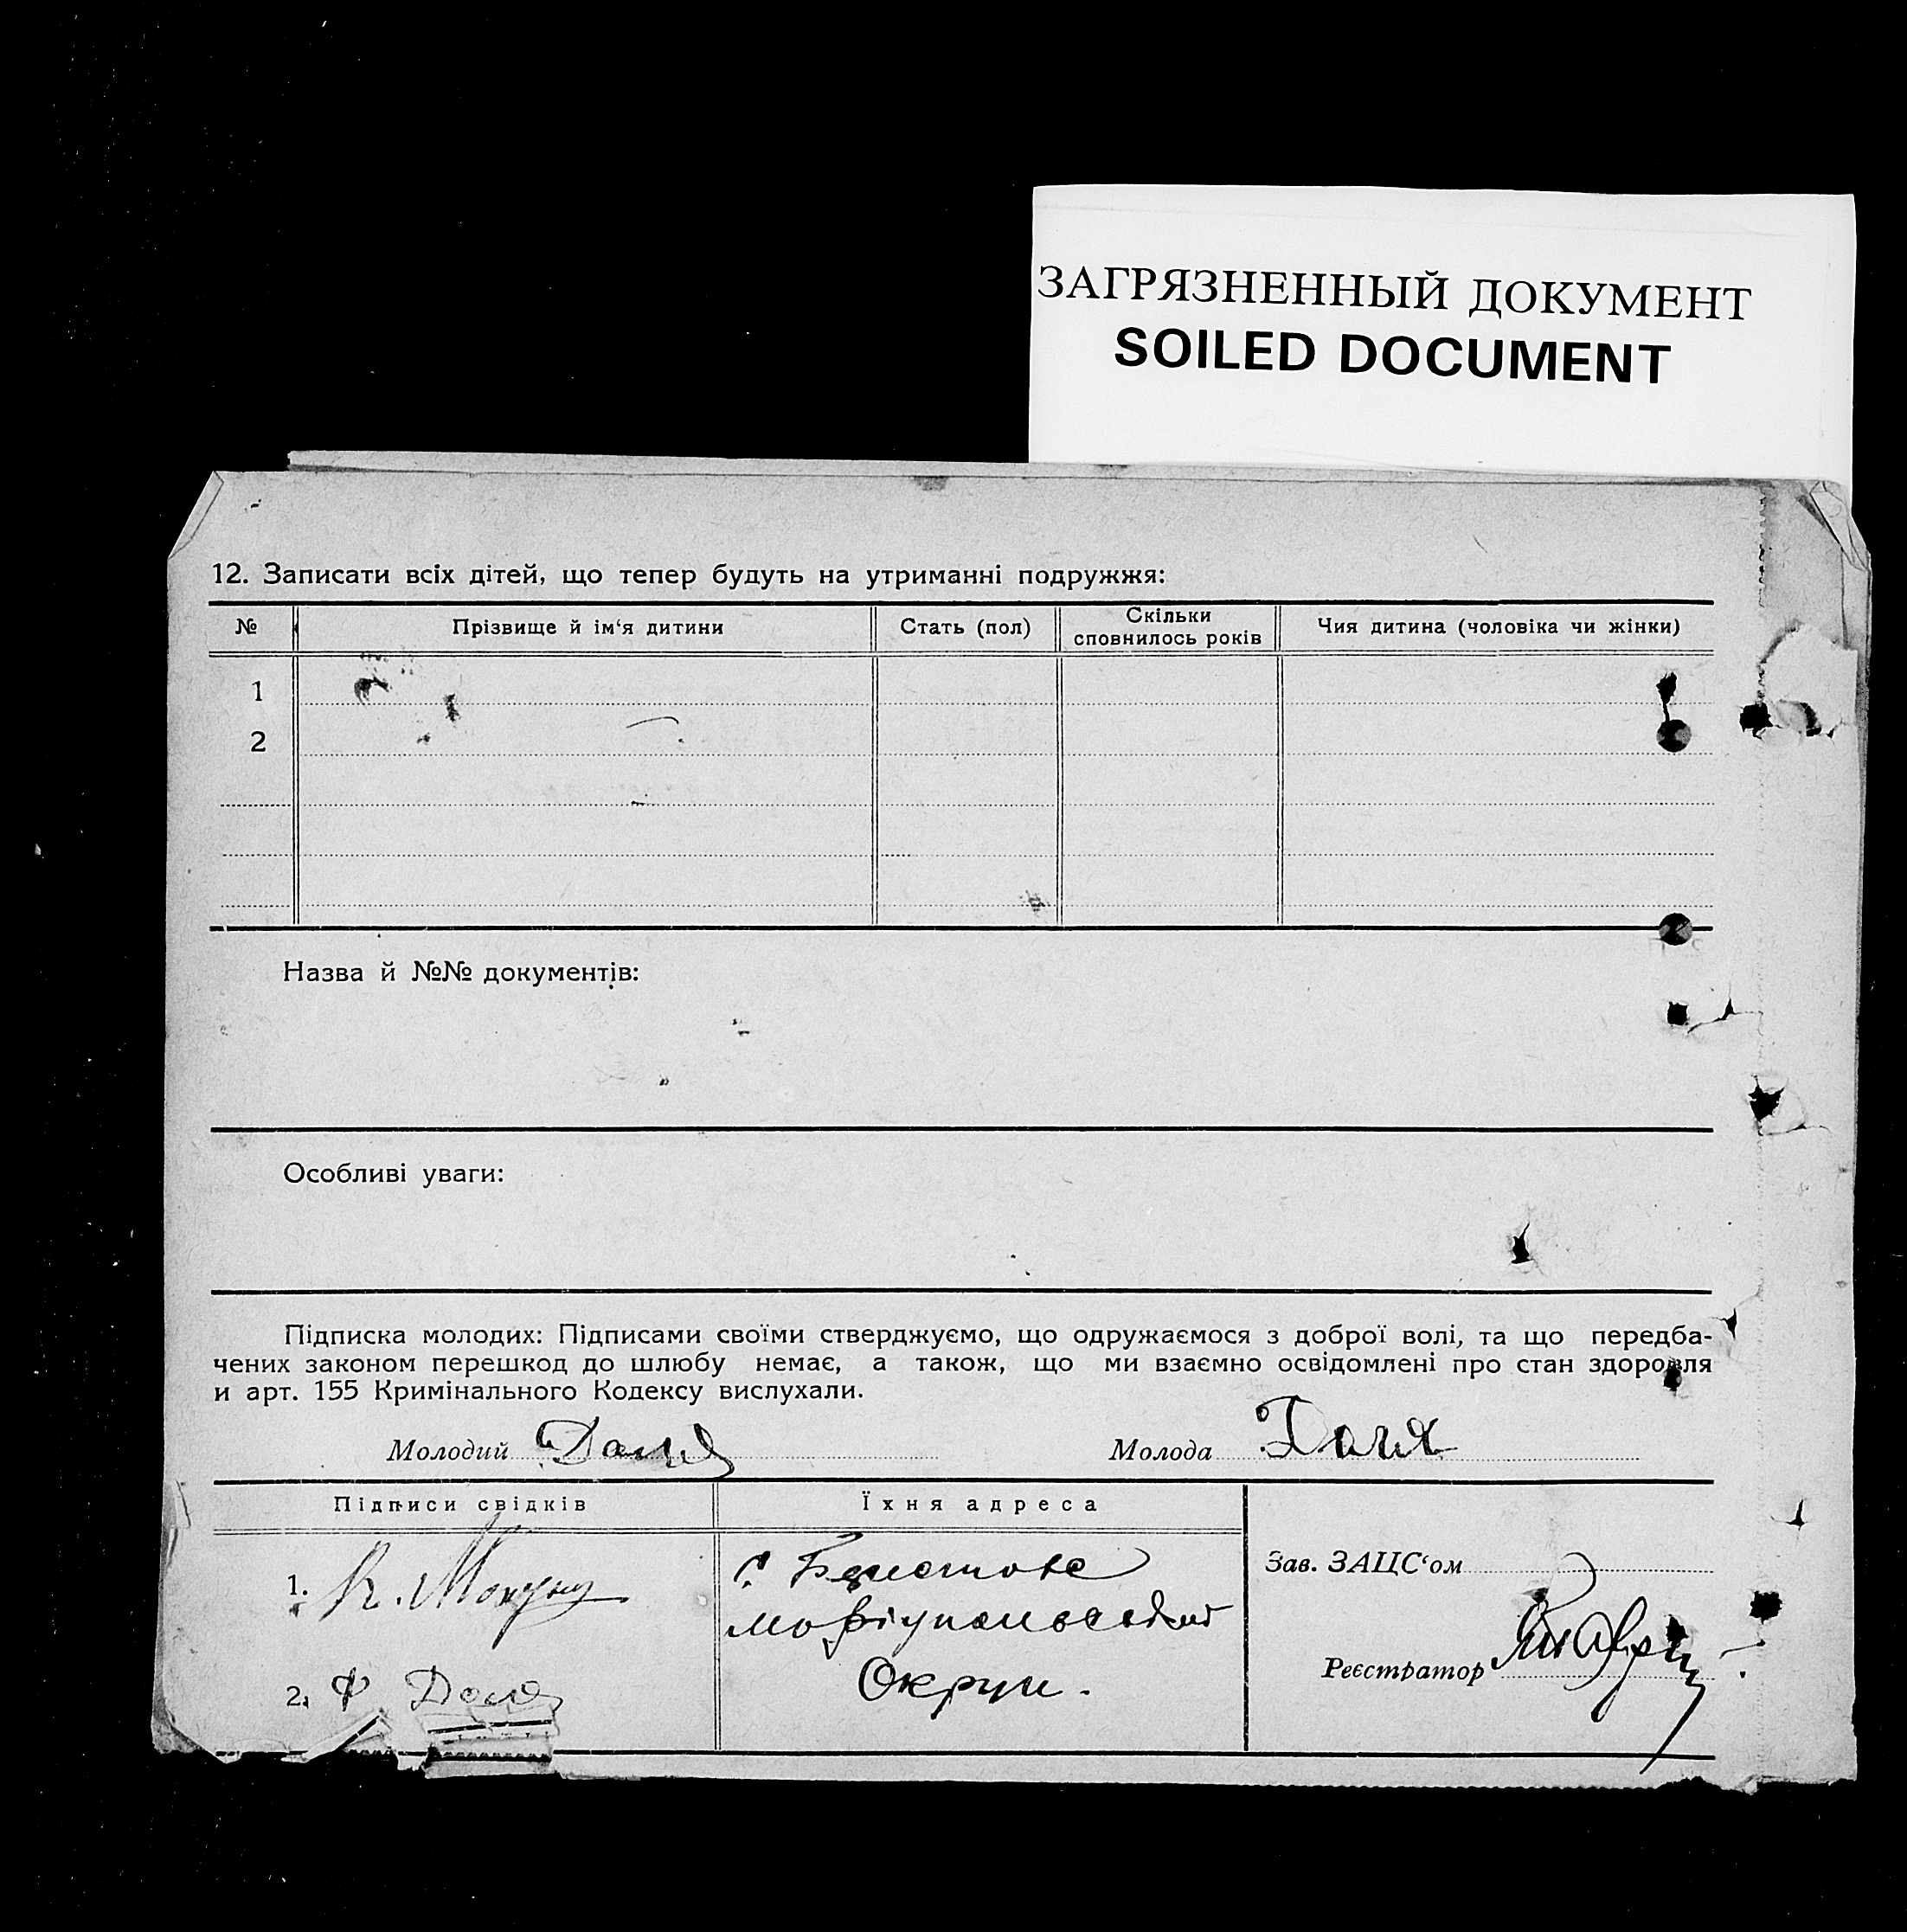 ЗАГРЯЗНЕННЫЙ ДОКУМЕНТ
SOILED DOCUMENT
12. Записати всіх дітей, що тепер будуть на утриманні подружжя:
№ Прізвище й ім‘я дитини Стать (пол) Скільки сповнилось років Чия дитина (чоловіка чи жінки)
1
2
Назва й №№ документів:
Особливі уваги:
Підписка молодих: Підписами своїми стверджуємо, що одружаємося з доброї волі, та що передба-
чених законом перешкод до шлюбу немає, а також, що ми взаємно освідомлені про стан здоровля
и арт. 155 Кримінального Кодексу вислухали.
Молодий Молода Доля
Підписи свідків Їхня адреса
1. К.
с.
Зав. ЗАЦС‘ом
Реєстратор
2. Ф Доля
Округи.